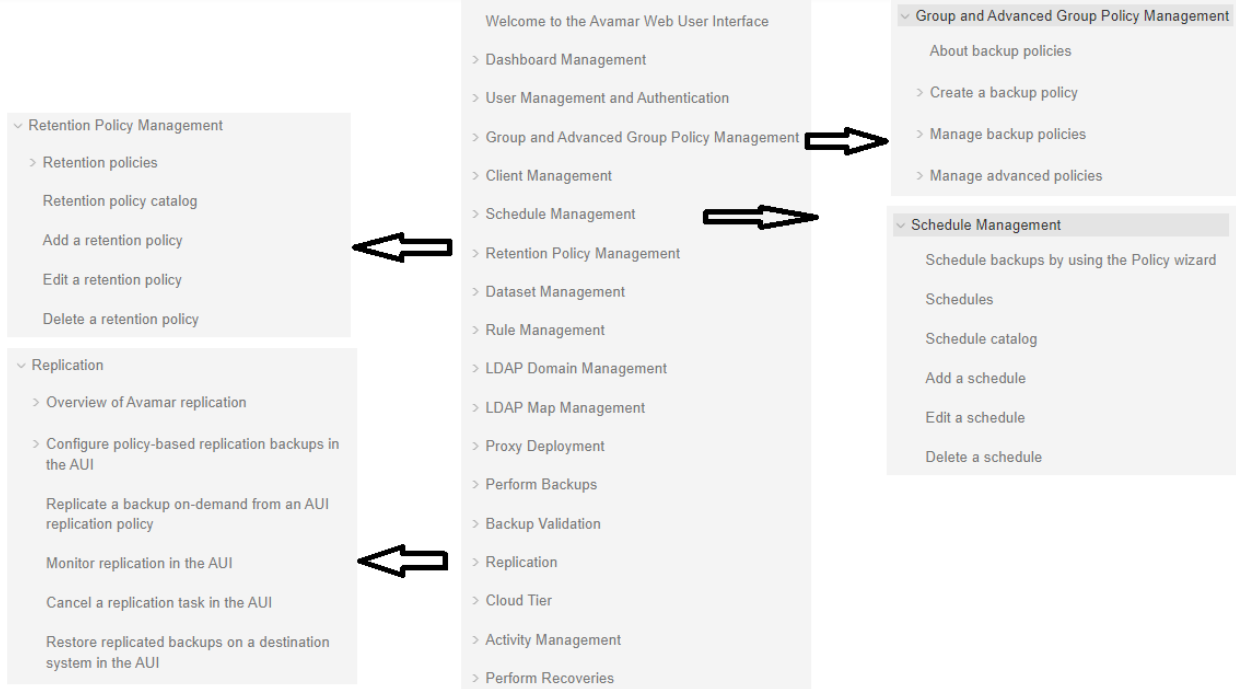 Welcome to the Avamar Web User Interface
Dashboard Management
User Management and Authentication
Group and Advanced Group Policy Management
Client Management
Schedule Management
Retention Policy Management
Dataset Management
Rule Management
LDAP Domain Management
LDAP Map Management
Proxy Deployment
Perform Backups
Backup Validation
Replication
Cloud Tier
Activity Management
Perform Recoveries
Retention Policy Management
Retention policies
Retention policy catalog
Add a retention policy
Edit a retention policy
Delete a retention policy
Replication
Overview of Avamar replication
Configure policy-based replication backups in
the AUI
Replicate a backup on-demand from an AUI
replication policy
Monitor replication in the AUI
Cancel a replication task in the AUI
Restore replicated backups on a destination
system in the AUI
Group and Advanced Group Policy Management
About backup policies
Create a backup policy
Manage backup policies
Manage advanced policies
Schedule Management
Schedule backups by using the Policy wizard
Schedules
Schedule catalog
Add a schedule
Edit a schedule
Delete a schedule